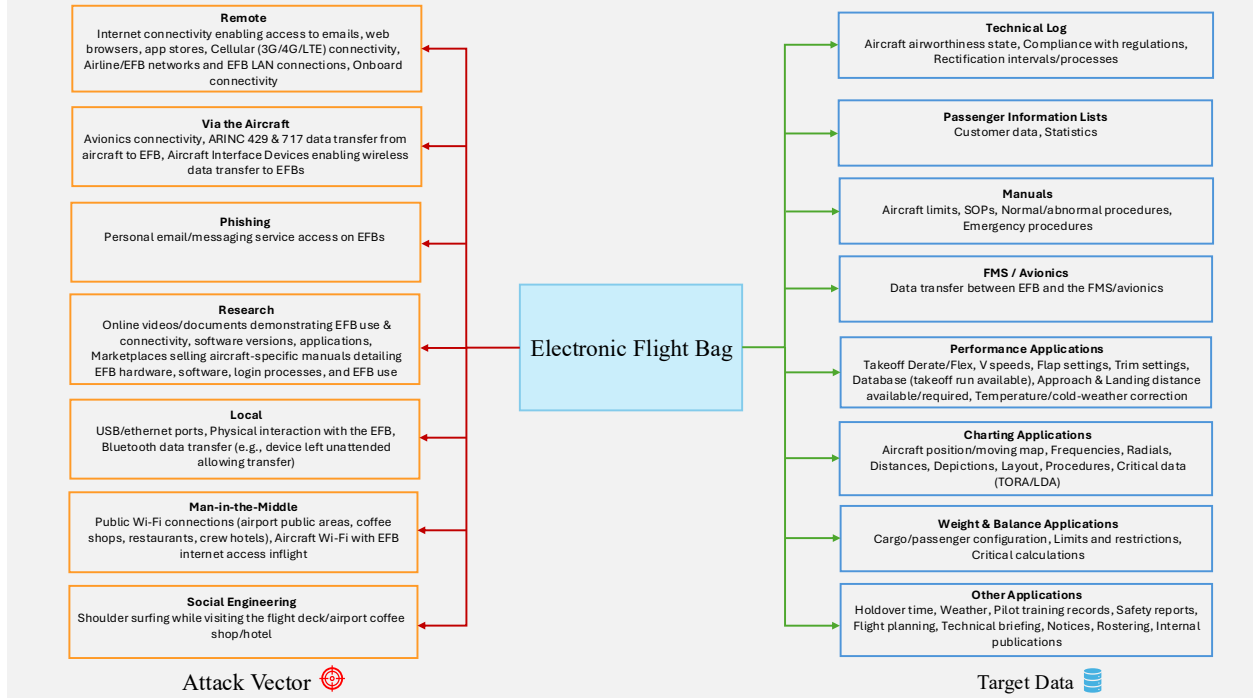 Remote
Internet connectivity enabling access to emails, web
browsers, app stores, Cellular (3G/4G/LTE) connectivity,
Airline/EFB networks and EFB LAN connections, Onboard
connectivity
Via the Aircraft
Avionics connectivity, ARINC 429 & 717 data transfer from
aircraft to EFB, Aircraft Interface Devices enabling wireless
data transfer to EFBs
Phishing
Personal email/messaging service access on EFBs
Research
Online videos/documents demonstrating EFB use &
connectivity, software versions, applications,
Marketplaces selling aircraft-specific manuals detailing
EFB hardware, software, login processes, and EFB use
Local
USB/ethernet ports, Physical interaction with the EFB,
Bluetooth data transfer (e.g., device left unattended
allowing transfer)
Man-in-the-Middle
Public Wi-Fi connections (airport public areas, coffee
shops, restaurants, crew hotels), Aircraft Wi-Fi with EFB
internet access inflight
Social Engineering
Shoulder surfing while visiting the flight deck/airport coffee
shop/hotel
Attack Vector
Electronic Flight Bag
Technical Log
Aircraft airworthiness state, Compliance with regulations,
Rectification intervals/processes
Passenger Information Lists
Customer data, Statistics
Manuals
Aircraft limits, SOPs, Normal/abnormal procedures,
Emergency procedures
FMS / Avionics
Data transfer between EFB and the FMS/avionics
Performance Applications
Takeoff Derate/Flex, V speeds, Flap settings, Trim settings,
Database (takeoff run available), Approach & Landing distance
available/required, Temperature/cold-weather correction
Charting Applications
Aircraft position/moving map, Frequencies, Radials,
Distances, Depictions, Layout, Procedures, Critical data
(TORA/LDA)
Weight & Balance Applications
Cargo/passenger configuration, Limits and restrictions,
Critical calculations
Other Applications
Holdover time, Weather, Pilot training records, Safety reports,
Flight planning, Technical briefing, Notices, Rostering, Internal
publications
Target Data